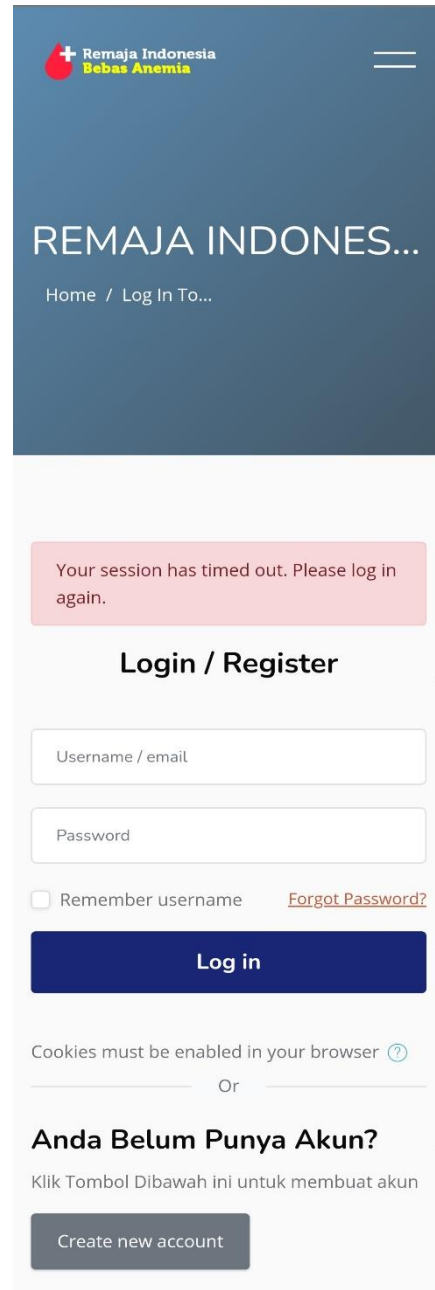 Remaja Indonesia
Bebas Anemia
REMAJA INDONES...
Home / Log In To...
Your session has timed out. Please log in
again.
Login / Register
Username / email
Password
Remember username Forgot Password?
Log in
Cookies must be enabled in your browser
Or
Anda Belum Punya Akun?
Klik Tombol Dibawah ini untuk membuat akun
Create new account